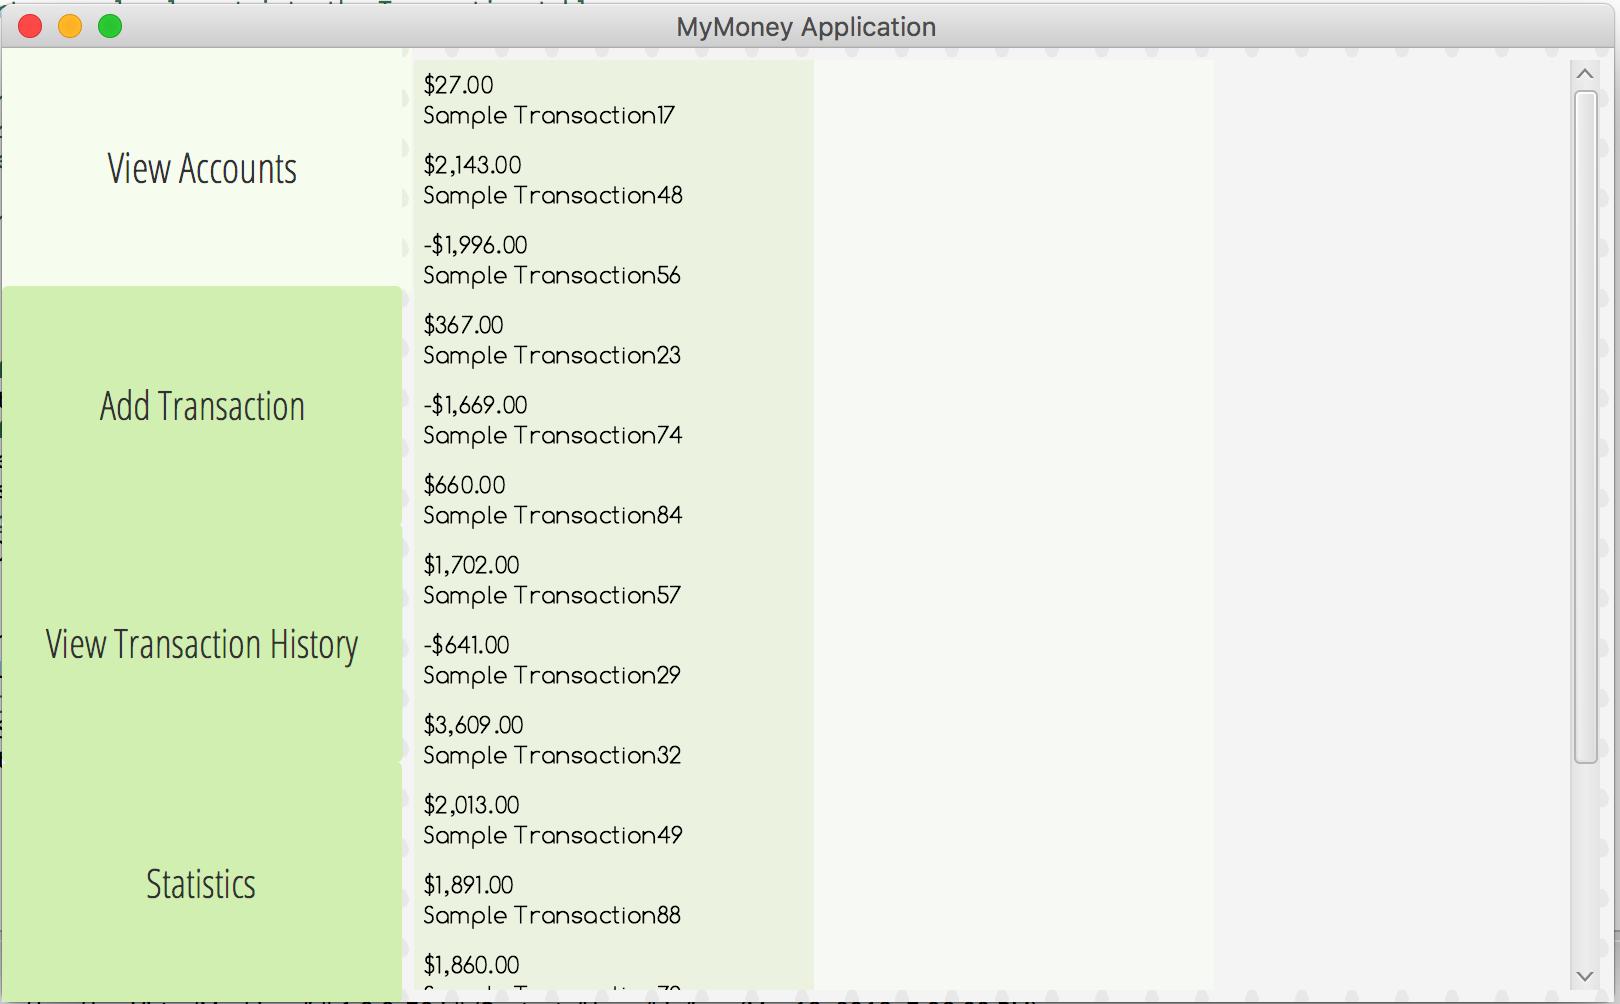 MyMoney Application
View Accounts
Add Transaction
View Transaction History
Statistics
$27.00
Sample Transaction17
$2,143.00
Sample Transaction48
-$1,996.00
Sample Transaction56
$367.00
Sample Transaction23
-$1,669.00
Sample Transaction74
$660.00
Sample Transaction84
$1,702.00
Sample Transaction57
-$641.00
Sample Transaction29
$3,609.00
Sample Transaction32
$2,013.00
Sample Transaction49
$1,891.00
Sample Transaction88
$1,860.00